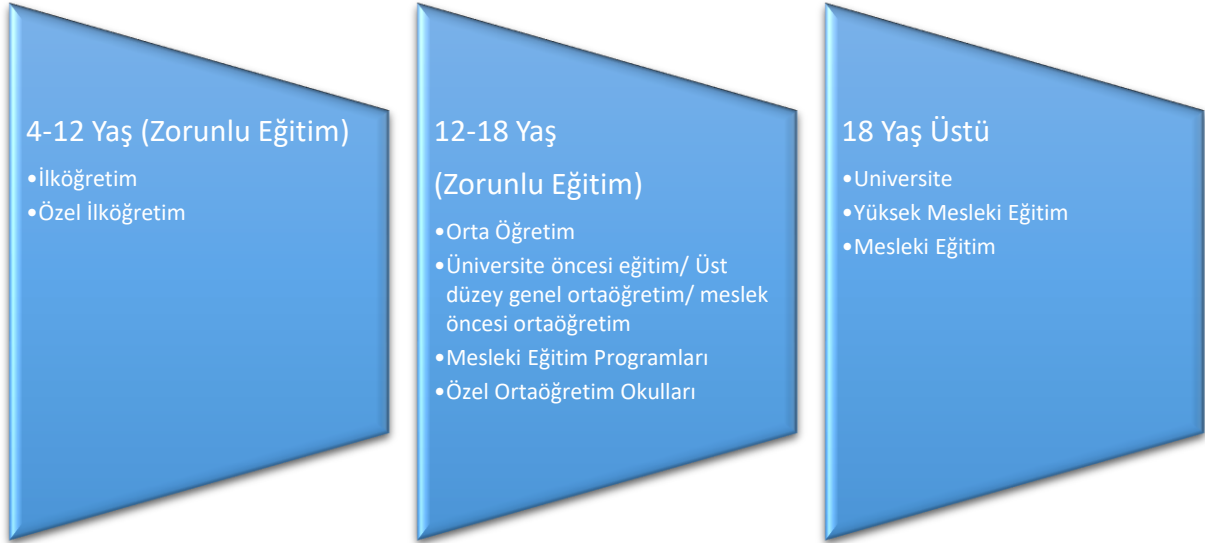 4-12 Yaş (Zorunlu Eğitim)
•İlköğretim
•Özel İlköğretim
12-18 Yaş
(Zorunlu Eğitim)
•Orta Öğretim
•Üniversite öncesi eğitim/ Üst
düzey genel ortaöğretim/ meslek
öncesi ortaöğretim
•Mesleki Eğitim Programları
•Özel Ortaöğretim Okulları
18 Yaş Üstü
•Universite
•Yüksek Mesleki Eğitim
•Mesleki Eğitim